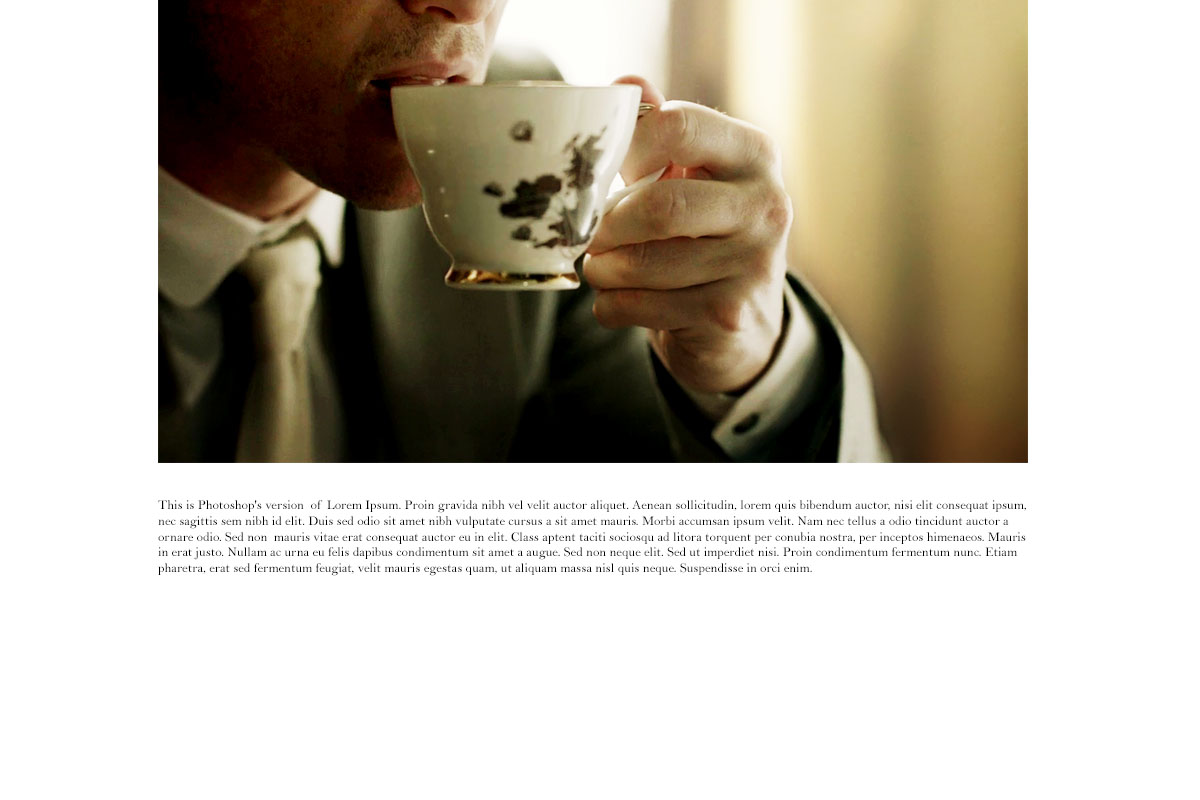 This is Photoshop's version  of  Lorem Ipsum. Proin gravida nibh vel velit auctor aliquet. Aenean sollicitudin, lorem quis bibendum auctor, nisi elit consequat ipsum,
nec sagittis sem nibh id elit. Duis sed odio sit amet nibh vulputate cursus a sit amet mauris. Morbi accumsan ipsum velit. Nam nec tellus a odio tincidunt auctor a
ornare odio. Sed non  mauris vitae erat consequat auctor eu in elit. Class aptent taciti sociosqu ad litora torquent per conubia nostra, per inceptos himenaeos. Mauris
in erat justo. Nullam ac urna eu felis dapibus condimentum sit amet a augue. Sed non neque elit. Sed ut imperdiet nisi. Proin condimentum fermentum nunc. Etiam
pharetra, erat sed fermentum feugiat, velit mauris egestas quam, ut aliquam massa nisl quis neque. Suspendisse in orci enim.